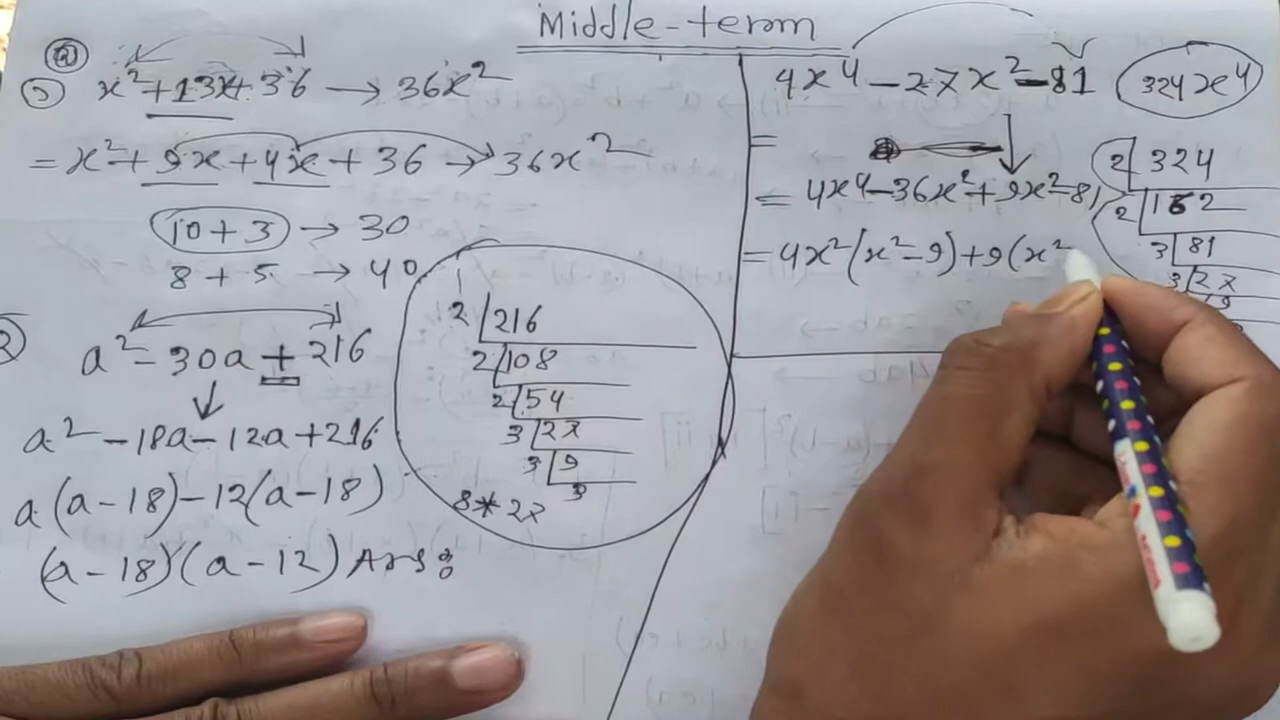 Middle-term
x² + 13x + 36 → 36x²
= x² + 9x + 4x + 36 → 36x²
10 + 3 → 30
8 + 5 → 40
a² - 30a + 216
a² - 18a - 12a + 216
a(a - 18) - 12(a - 18)
(a - 18)(a - 12) Ans:
2 216
2 108
2 54
3 27
3 9
3
8 * 27
4x⁴ - 27x² - 81
324x⁴
=
= 4x⁴ - 36x² + 9x² - 81
= 4x²(x² - 9) + 9(x²
2 324
2 162
3 81
3 27
9